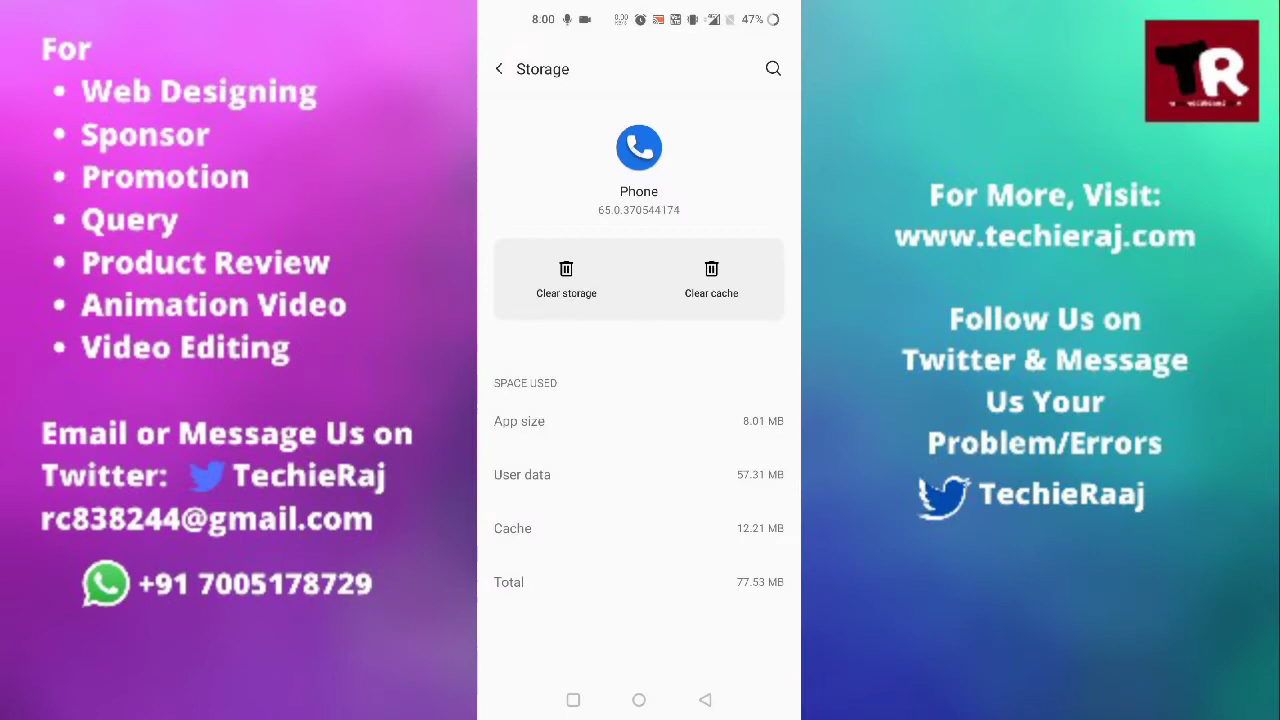 For
• Web Designing
• Sponsor
• Promotion
• Query
• Product Review
• Animation Video
• Video Editing
Email or Message Us on
Twitter: TechieRaj
rc838244@gmail.com
+91 7005178729
8.00 47%
Storage
Phone
65.0.370544174
Clear storage Clear cache
SPACE USED
App size 8.01 MB
User data 57.31 MB
Cache 12.21 MB
Total 77.53 MB
TR
For More, Visit:
www.techieraj.com
Follow Us on
Twitter & Message
Us Your
Problem/Errors
TechieRaaj